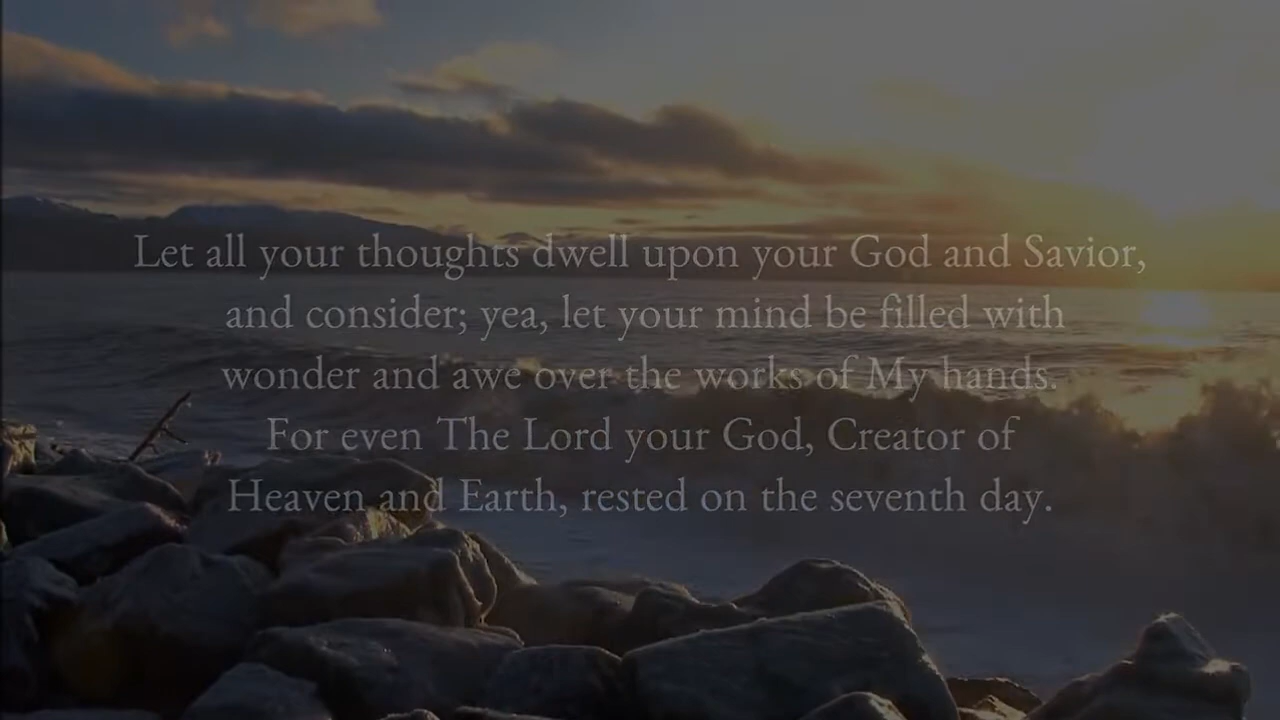 Let all your thoughts dwell upon your God and Savior,
and consider; yea, let your mind be filled with
wonder and awe over the works of My hands.
For even The Lord your God, Creator of
Heaven and Earth, rested on the seventh day.